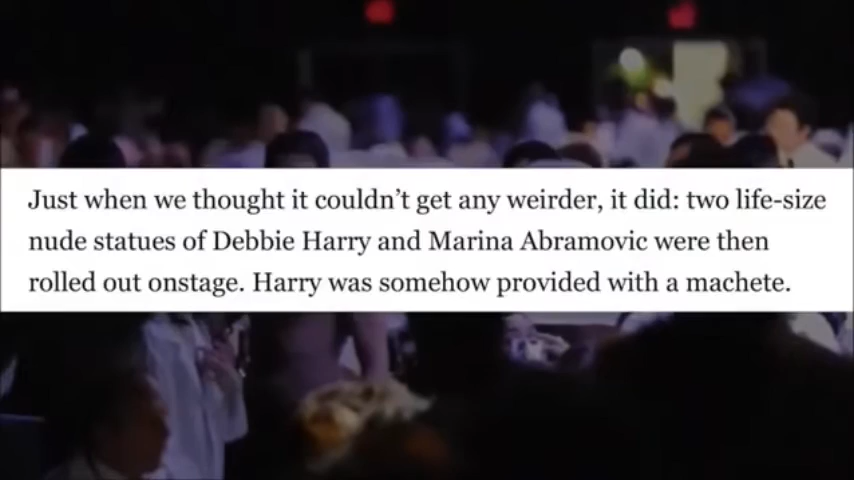 Just when we thought it couldn’t get any weirder, it did: two life-size
nude statues of Debbie Harry and Marina Abramovic were then
rolled out onstage. Harry was somehow provided with a machete.